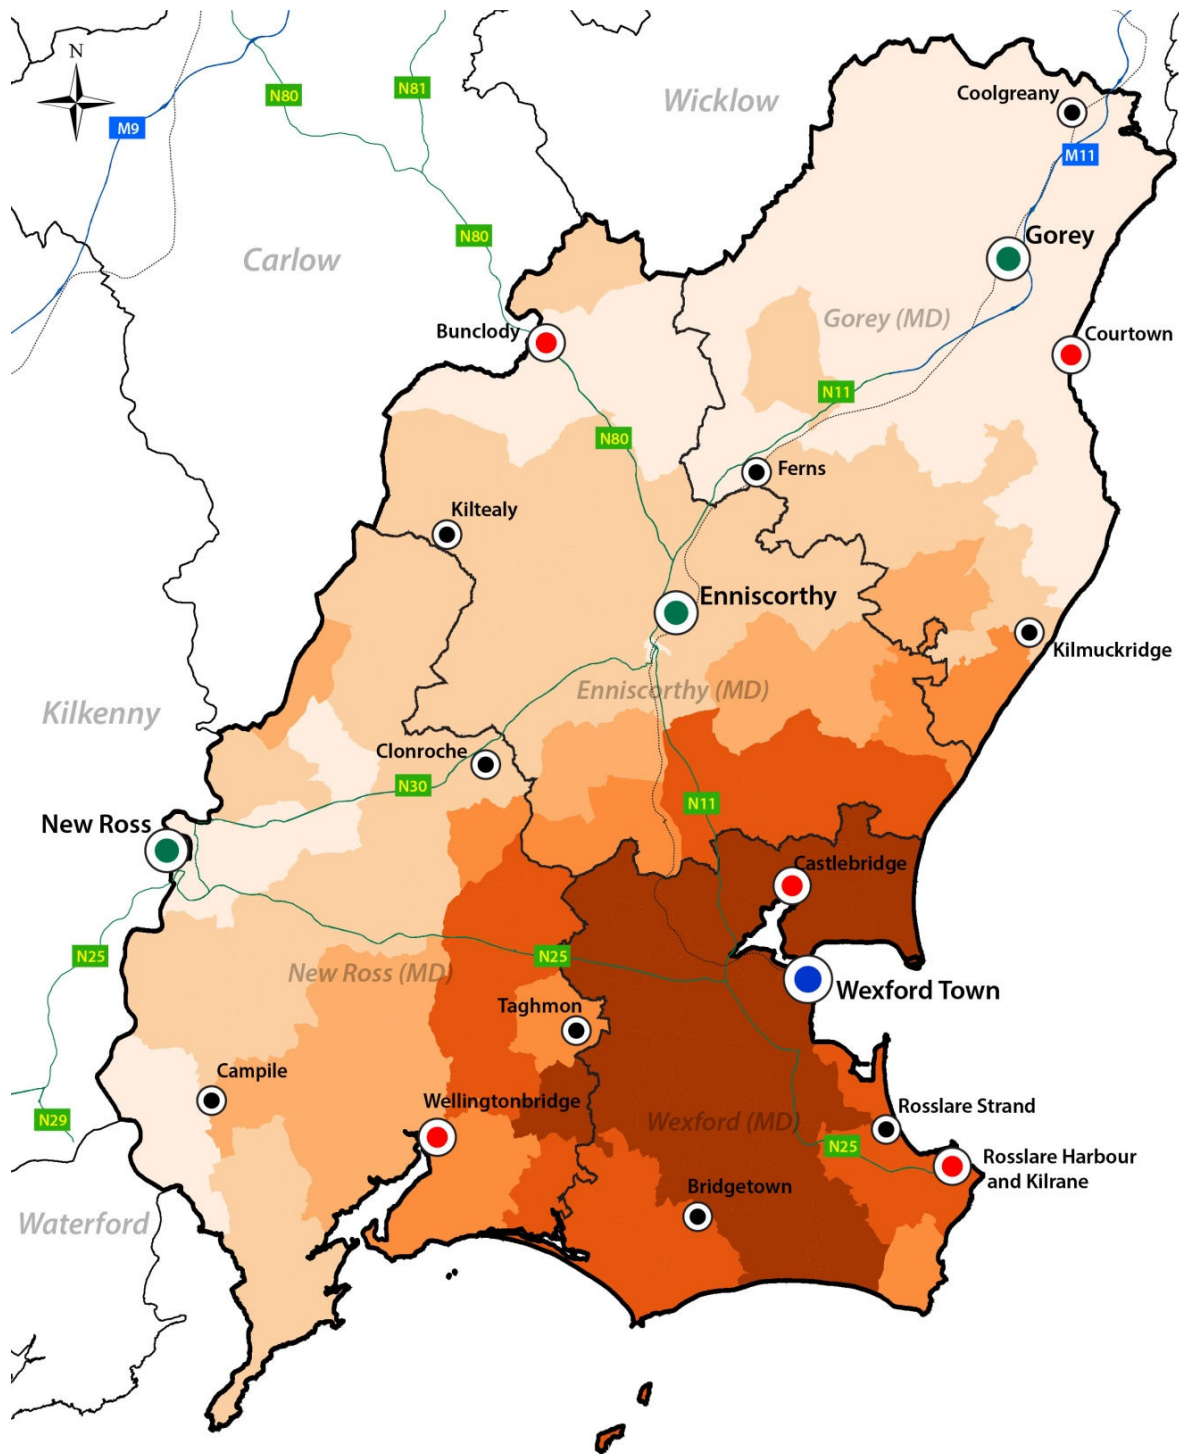 N
Wicklow
Coolgreany
N80
N81
M9
M11
Gorey
N80
Carlow
Gorey (MD)
Bunclody
Courtown
N11
N80
Ferns
Kiltealy
Enniscorthy
Kilmuckridge
Enniscorthy (MD)
Kilkenny
Clonroche
N30
N11
New Ross
Castlebridge
N25
N25
New Ross (MD)
Wexford Town
Taghmon
Campile
Wellingtonbridge
Rosslare Strand
N29
Wexford (MD)
N25
Rosslare Harbour
and Kilrane
Bridgetown
Waterford